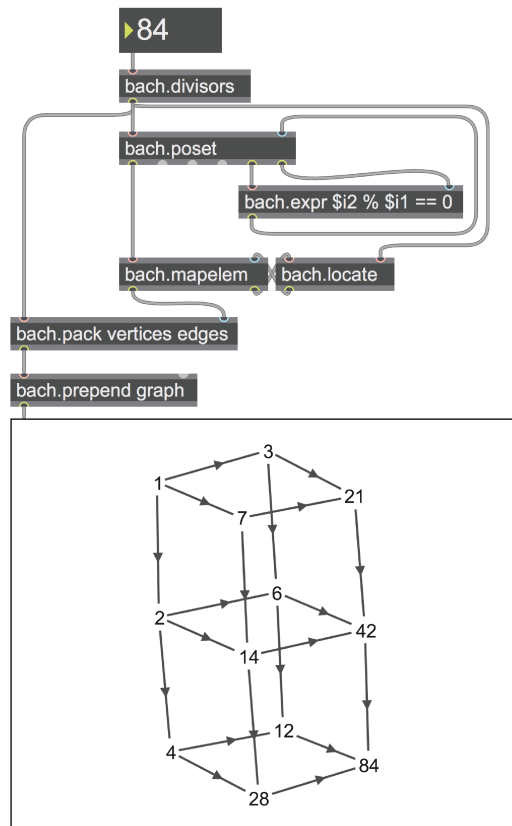 84
bach.divisors
bach.poset
bach.expr $i2 % $i1 == 0
bach.mapelem
bach.locate
bach.pack vertices edges
bach.prepend graph
3
1
21
7
6
2
42
14
12
4
84
28